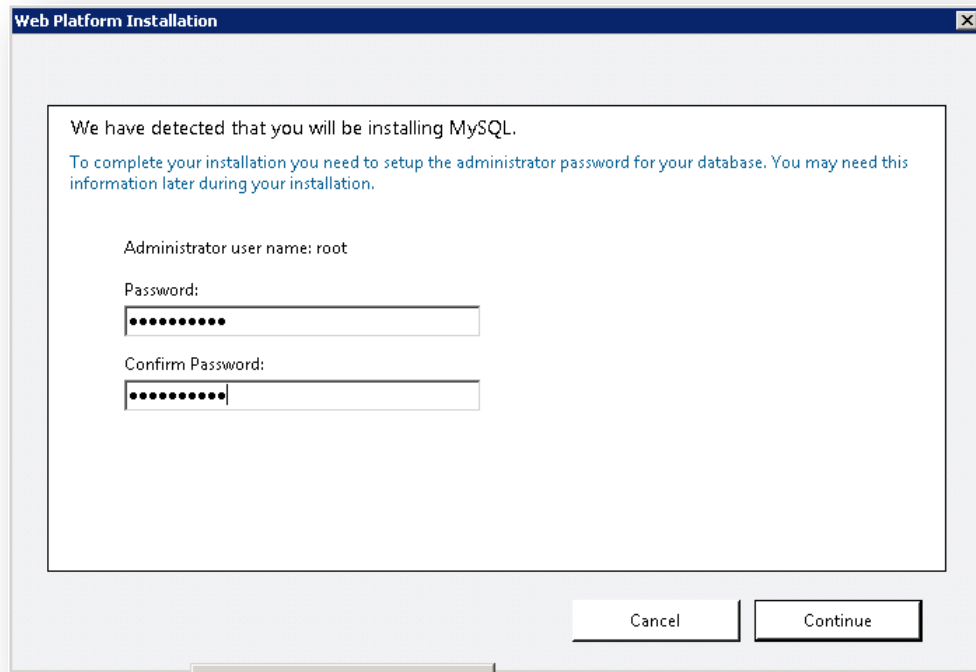 Web Platform Installation
We have detected that you will be installing MySQL.
To complete your installation you need to setup the administrator password for your database. You may need this
information later during your installation.
Administrator user name: root
Password:
●●●●●●●●●●
Confirm Password:
●●●●●●●●●●
Cancel
Continue